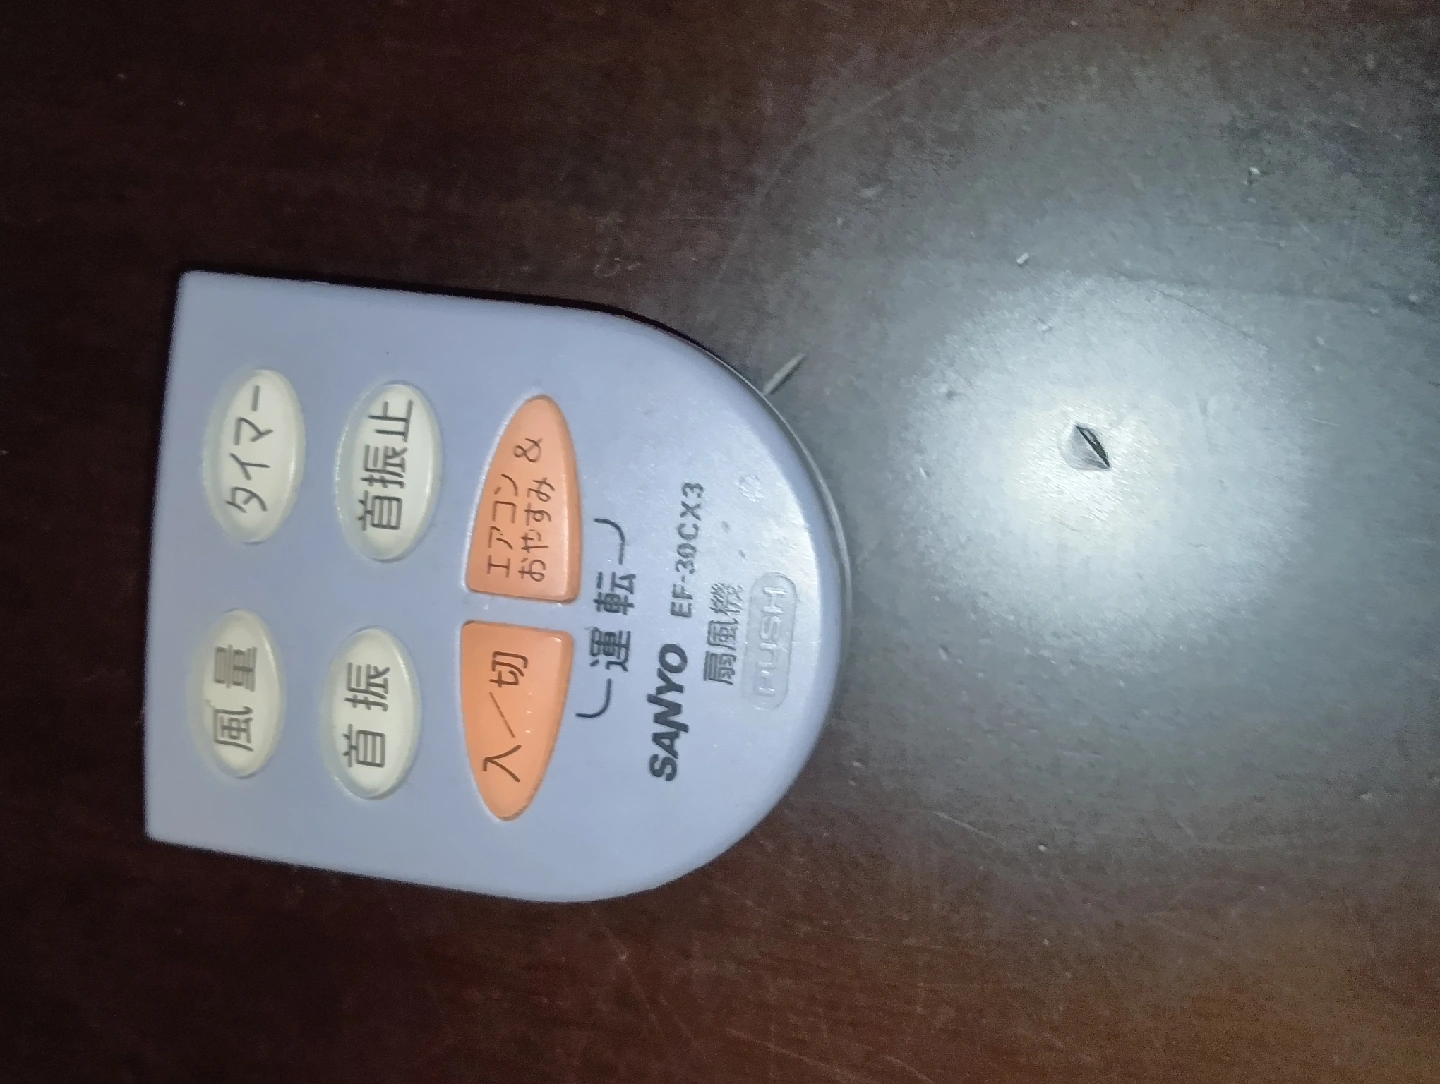 風量
タイマー
首振
首振止
入／切
エアコン &
おやすみ
運転
SANYO EF-30CX3
扇風機
PUSH